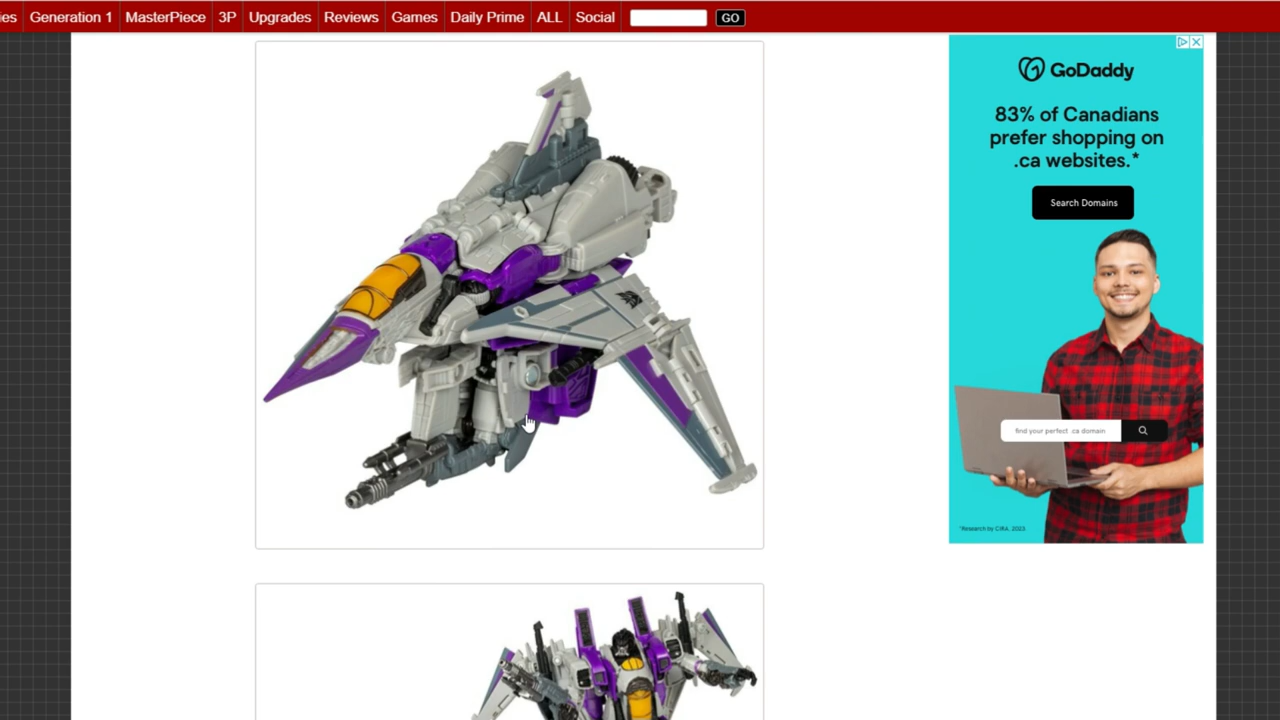 ies Generation 1 MasterPiece 3P Upgrades Reviews Games Daily Prime ALL Social GO
GoDaddy
83% of Canadians
prefer shopping on
.ca websites.*
Search Domains
find your perfect .ca domain
*Research by CIRA, 2023.